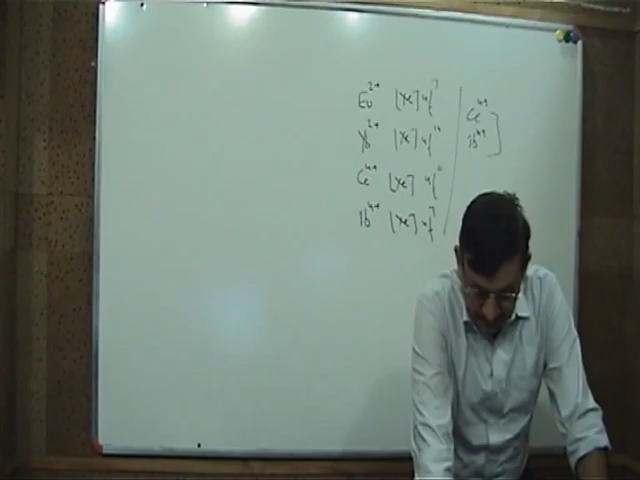 Eu2+ [Xe] 4f7
Yb2+ [Xe] 4f14
Ce4+ [Xe] 4f0
Tb4+ [Xe] 4f7
Ce4+
Tb4+